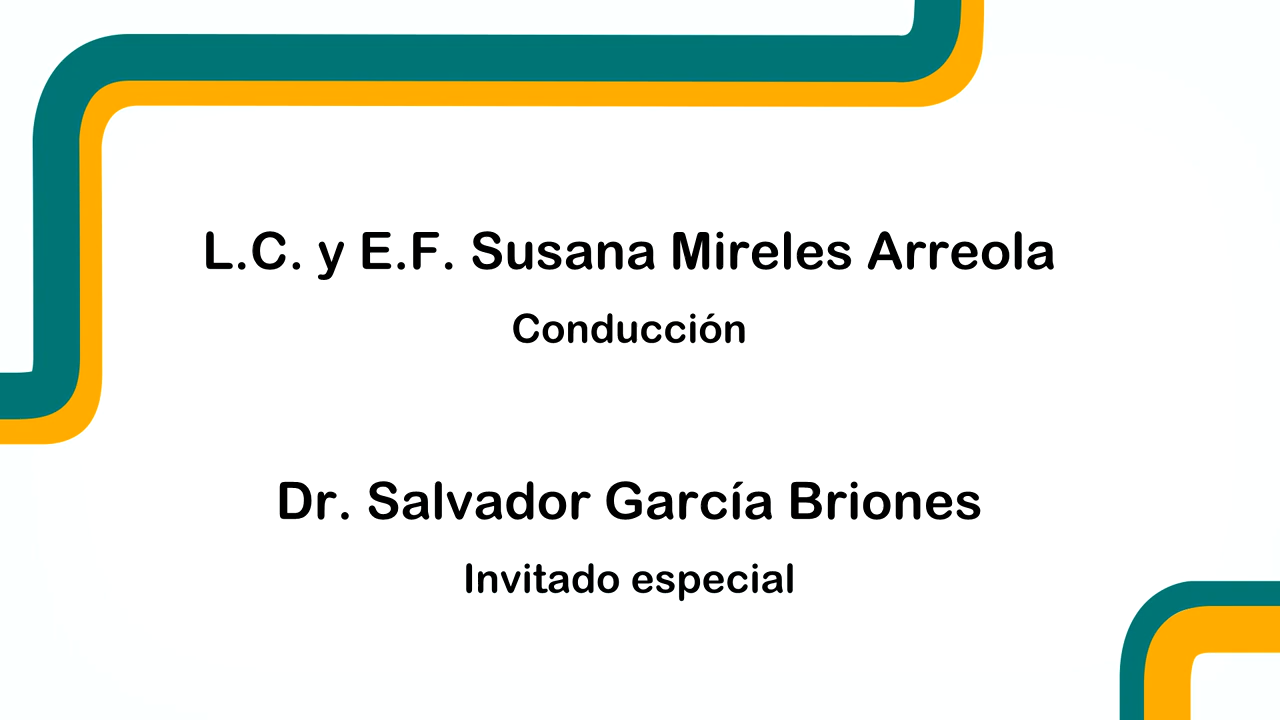 L.C. y E.F. Susana Mireles Arreola
Conducción
Dr. Salvador García Briones
Invitado especial